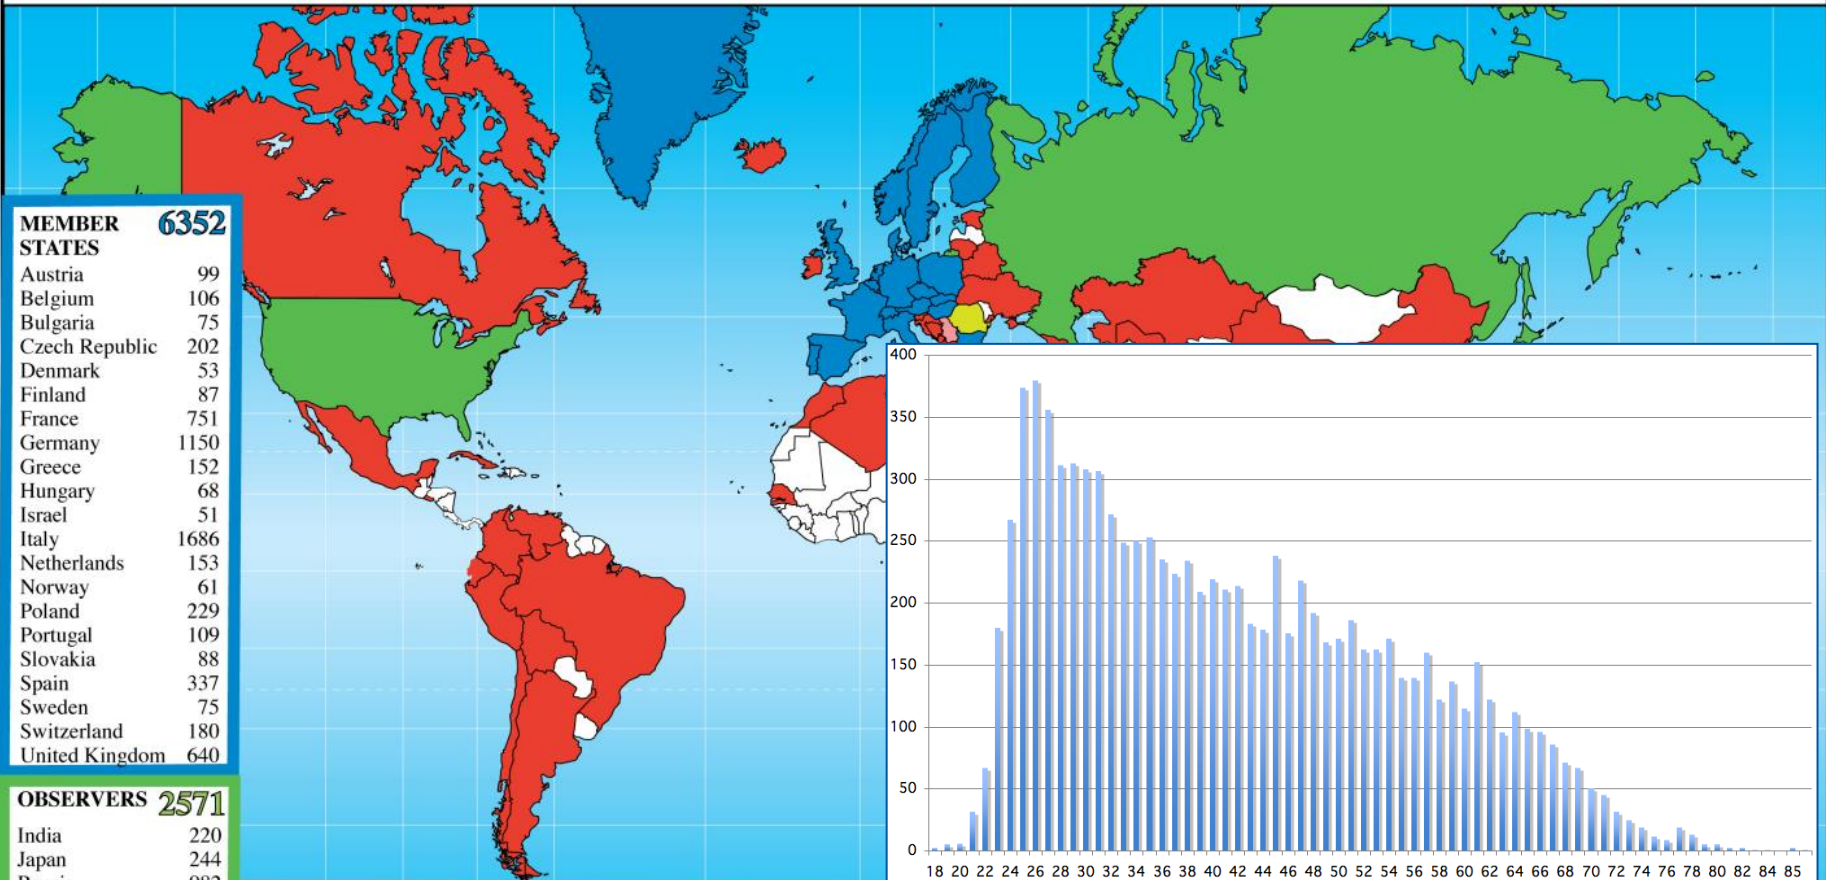 MEMBER 6352
STATES
Austria 99
Belgium 106
Bulgaria 75
Czech Republic 202
Denmark 53
Finland 87
France 751
Germany 1150
Greece 152
Hungary 68
Israel 51
Italy 1686
Netherlands 153
Norway 61
Poland 229
Portugal 109
Slovakia 88
Spain 337
Sweden 75
Switzerland 180
United Kingdom 640
OBSERVERS 2571
India 220
Japan 244
400
350
300
250
200
150
100
50
0
18 20 22 24 26 28 30 32 34 36 38 40 42 44 46 48 50 52 54 56 58 60 62 64 66 68 70 72 74 76 78 80 82 84 85